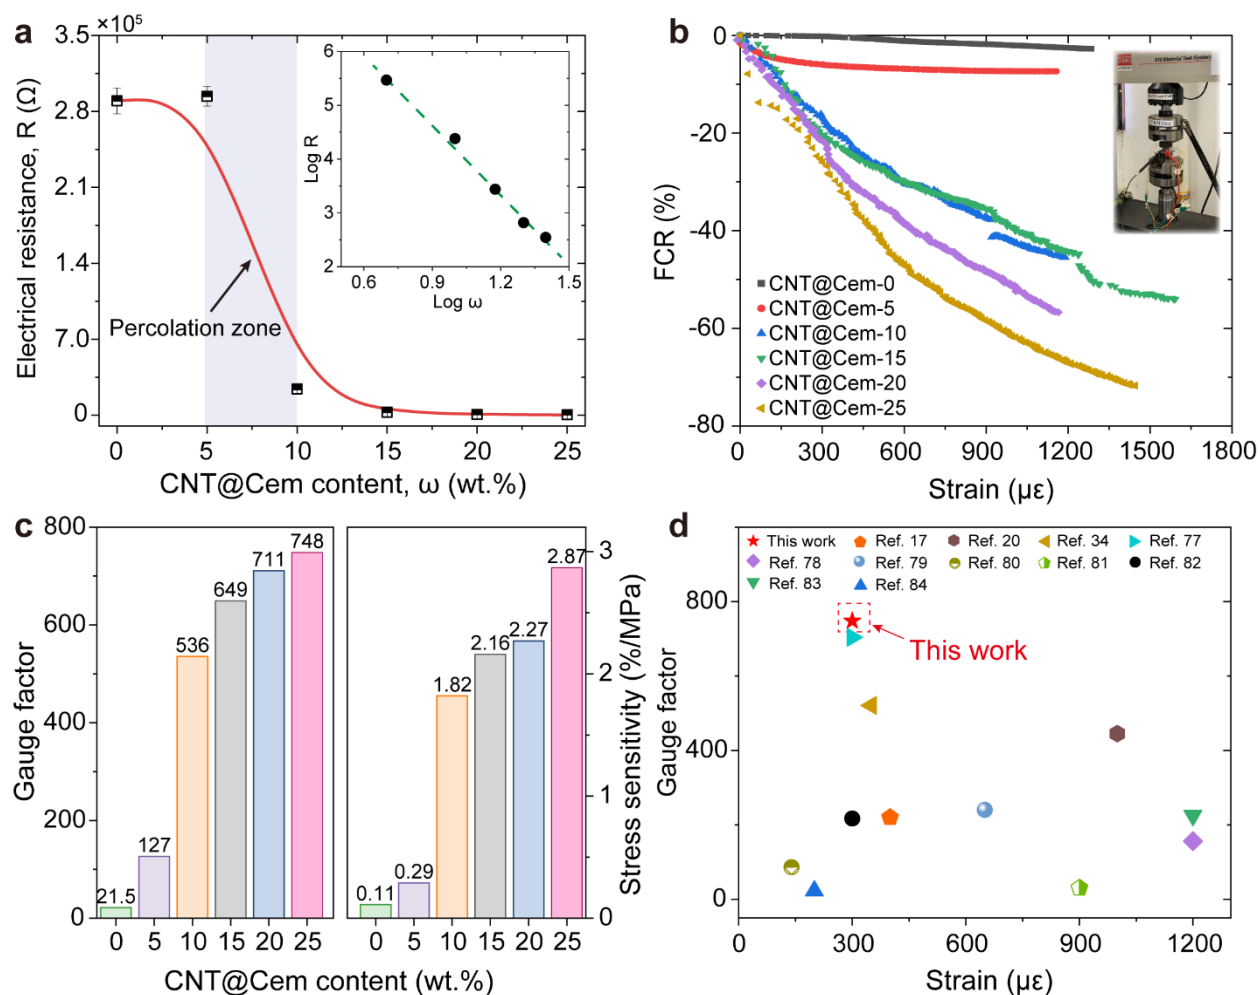 a
×10⁵
3.5
2.8
2.1
1.4
7.0
0
Electrical resistance, R (Ω)
Percolation zone
0 5 10 15 20 25
CNT@Cem content, ω (wt.%)
6
5
4
3
2
Log R
0.6 0.9 1.2 1.5
Log ω
b
0
-20
-40
-60
-80
FCR (%)
CNT@Cem-0
CNT@Cem-5
CNT@Cem-10
CNT@Cem-15
CNT@Cem-20
CNT@Cem-25
0 300 600 900 1200 1500 1800
Strain (με)
c
800
600
400
200
0
Gauge factor
21.5
127
536
649
711
748
0 5 10 15 20 25
0.11
0.29
1.82
2.16
2.27
2.87
0 5 10 15 20 25
3
2
1
0
Stress sensitivity (%/MPa)
CNT@Cem content (wt.%)
d
This work Ref. 17 Ref. 20 Ref. 34 Ref. 77
Ref. 78 Ref. 79 Ref. 80 Ref. 81 Ref. 82
Ref. 83 Ref. 84
800
400
0
Gauge factor
This work
0 300 600 900 1200
Strain (με)